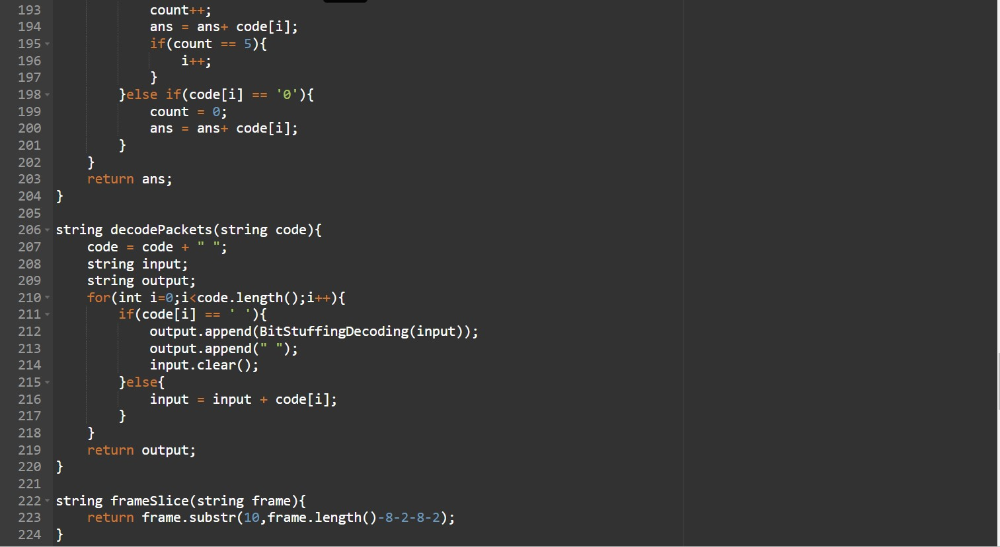 193 count++;
194 ans = ans+ code[i];
195 if(count == 5){
196 i++;
197 }
198 }else if(code[i] == '0'){
199 count = 0;
200 ans = ans+ code[i];
201 }
202 }
203 return ans;
204 }
205
206 string decodePackets(string code){
207 code = code + " ";
208 string input;
209 string output;
210 for(int i=0;i<code.length();i++){
211 if(code[i] == ' '){
212 output.append(BitStuffingDecoding(input));
213 output.append(" ");
214 input.clear();
215 }else{
216 input = input + code[i];
217 }
218 }
219 return output;
220 }
221
222 string frameSlice(string frame){
223 return frame.substr(10,frame.length()-8-2-8-2);
224 }